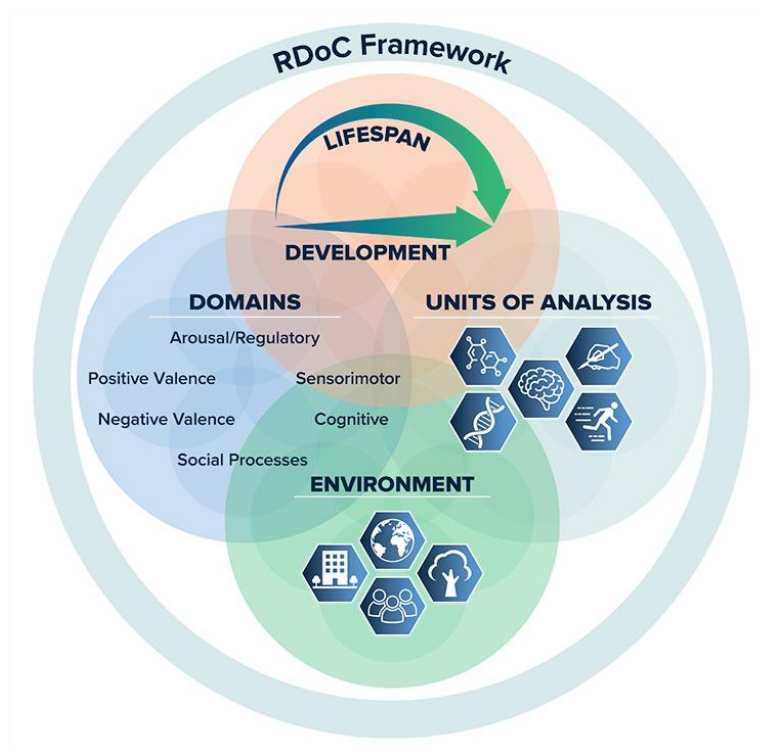 RDoC Framework
LIFESPAN
DEVELOPMENT
DOMAINS
Arousal/Regulatory
Positive Valence
Sensorimotor
Negative Valence
Cognitive
Social Processes
UNITS OF ANALYSIS
ENVIRONMENT